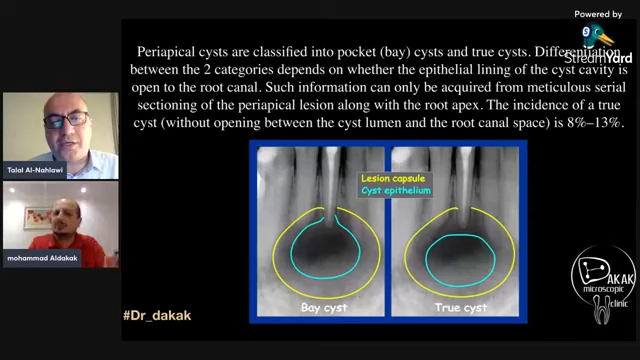 Powered by
StreamYard
Periapical cysts are classified into pocket (bay) cysts and true cysts. Differentiation
between the 2 categories depends on whether the epithelial lining of the cyst cavity is
open to the root canal. Such information can only be acquired from meticulous serial
sectioning of the periapical lesion along with the root apex. The incidence of a true
cyst (without opening between the cyst lumen and the root canal space) is 8%–13%.
Talal Al-Nahlawi
mohammad Aldakak
Lesion capsule
Cyst epithelium
Bay cyst
True cyst
DAKAK
microscopic
clinic
#Dr_dakak